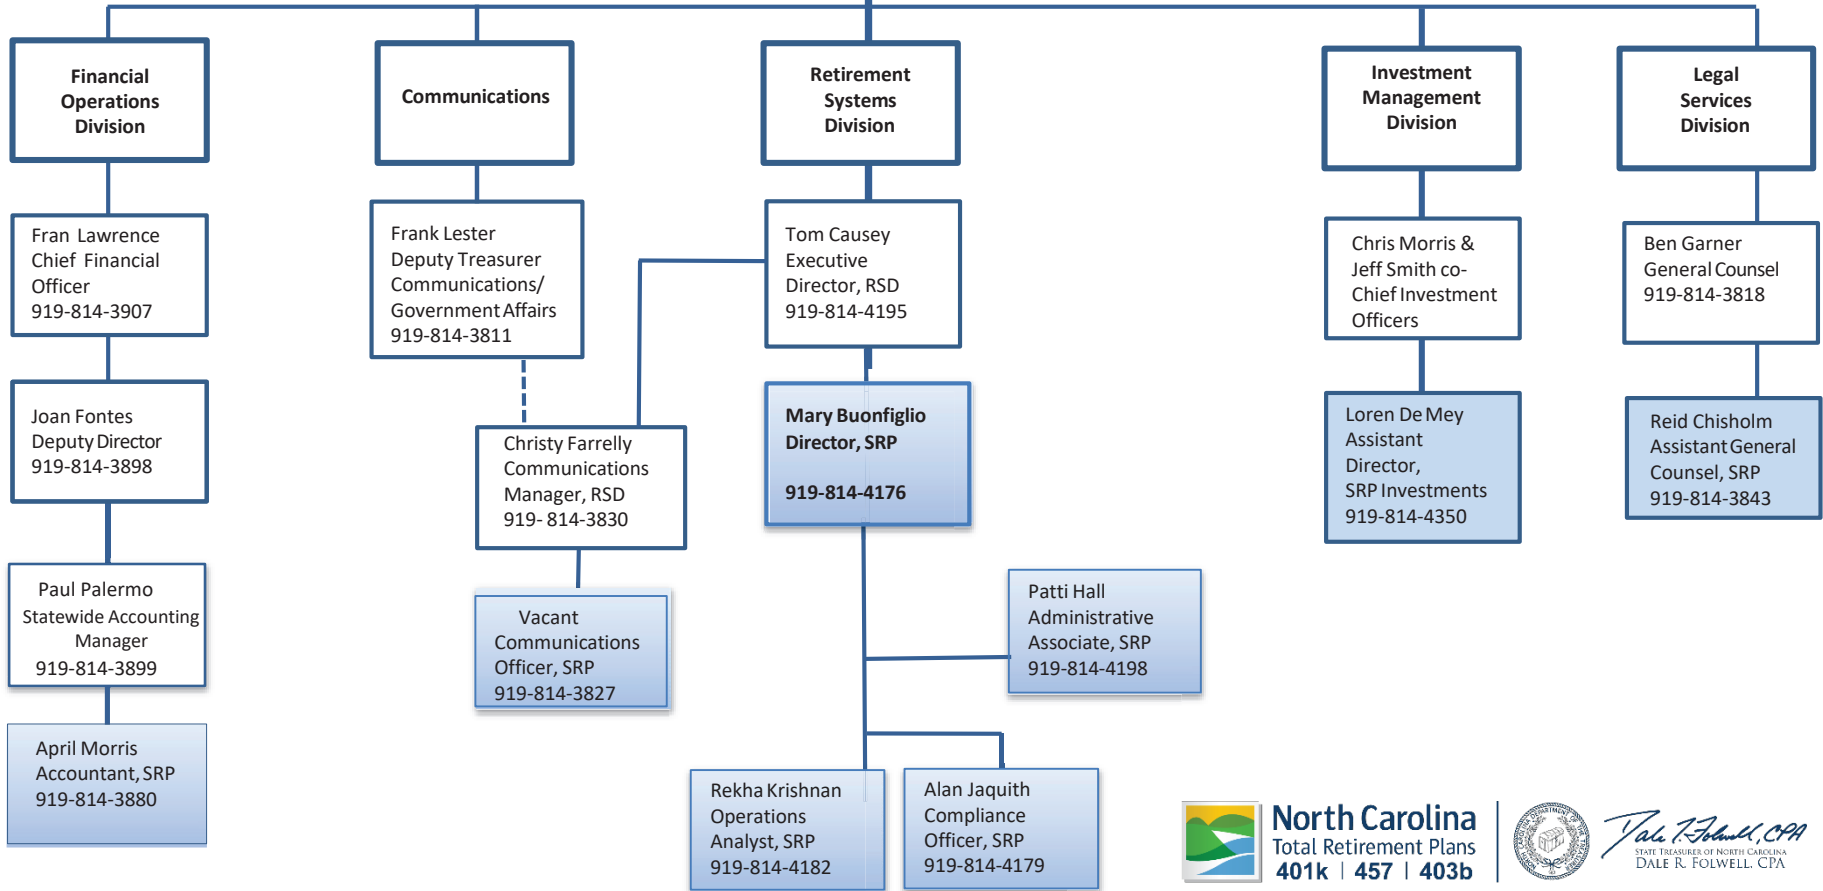 Financial
Operations
Division
Communications
Retirement
Systems
Division
Investment
Management
Division
Legal
Services
Division
Fran Lawrence
Chief Financial
Officer
919-814-3907
Frank Lester
Deputy Treasurer
Communications/
Government Affairs
919-814-3811
Tom Causey
Executive
Director, RSD
919-814-4195
Chris Morris &
Jeff Smith co-
Chief Investment
Officers
Ben Garner
General Counsel
919-814-3818
Joan Fontes
Deputy Director
919-814-3898
Christy Farrelly
Communications
Manager, RSD
919- 814-3830
Mary Buonfiglio
Director, SRP
919-814-4176
Loren De Mey
Assistant
Director,
SRP Investments
919-814-4350
Reid Chisholm
Assistant General
Counsel, SRP
919-814-3843
Paul Palermo
Statewide Accounting
Manager
919-814-3899
Vacant
Communications
Officer, SRP
919-814-3827
Patti Hall
Administrative
Associate, SRP
919-814-4198
April Morris
Accountant, SRP
919-814-3880
Rekha Krishnan
Operations
Analyst, SRP
919-814-4182
Alan Jaquith
Compliance
Officer, SRP
919-814-4179
North Carolina
Total Retirement Plans
401k | 457 | 403b
Dale R. Folwell, CPA
STATE TREASURER OF NORTH CAROLINA
DALE R. FOLWELL, CPA